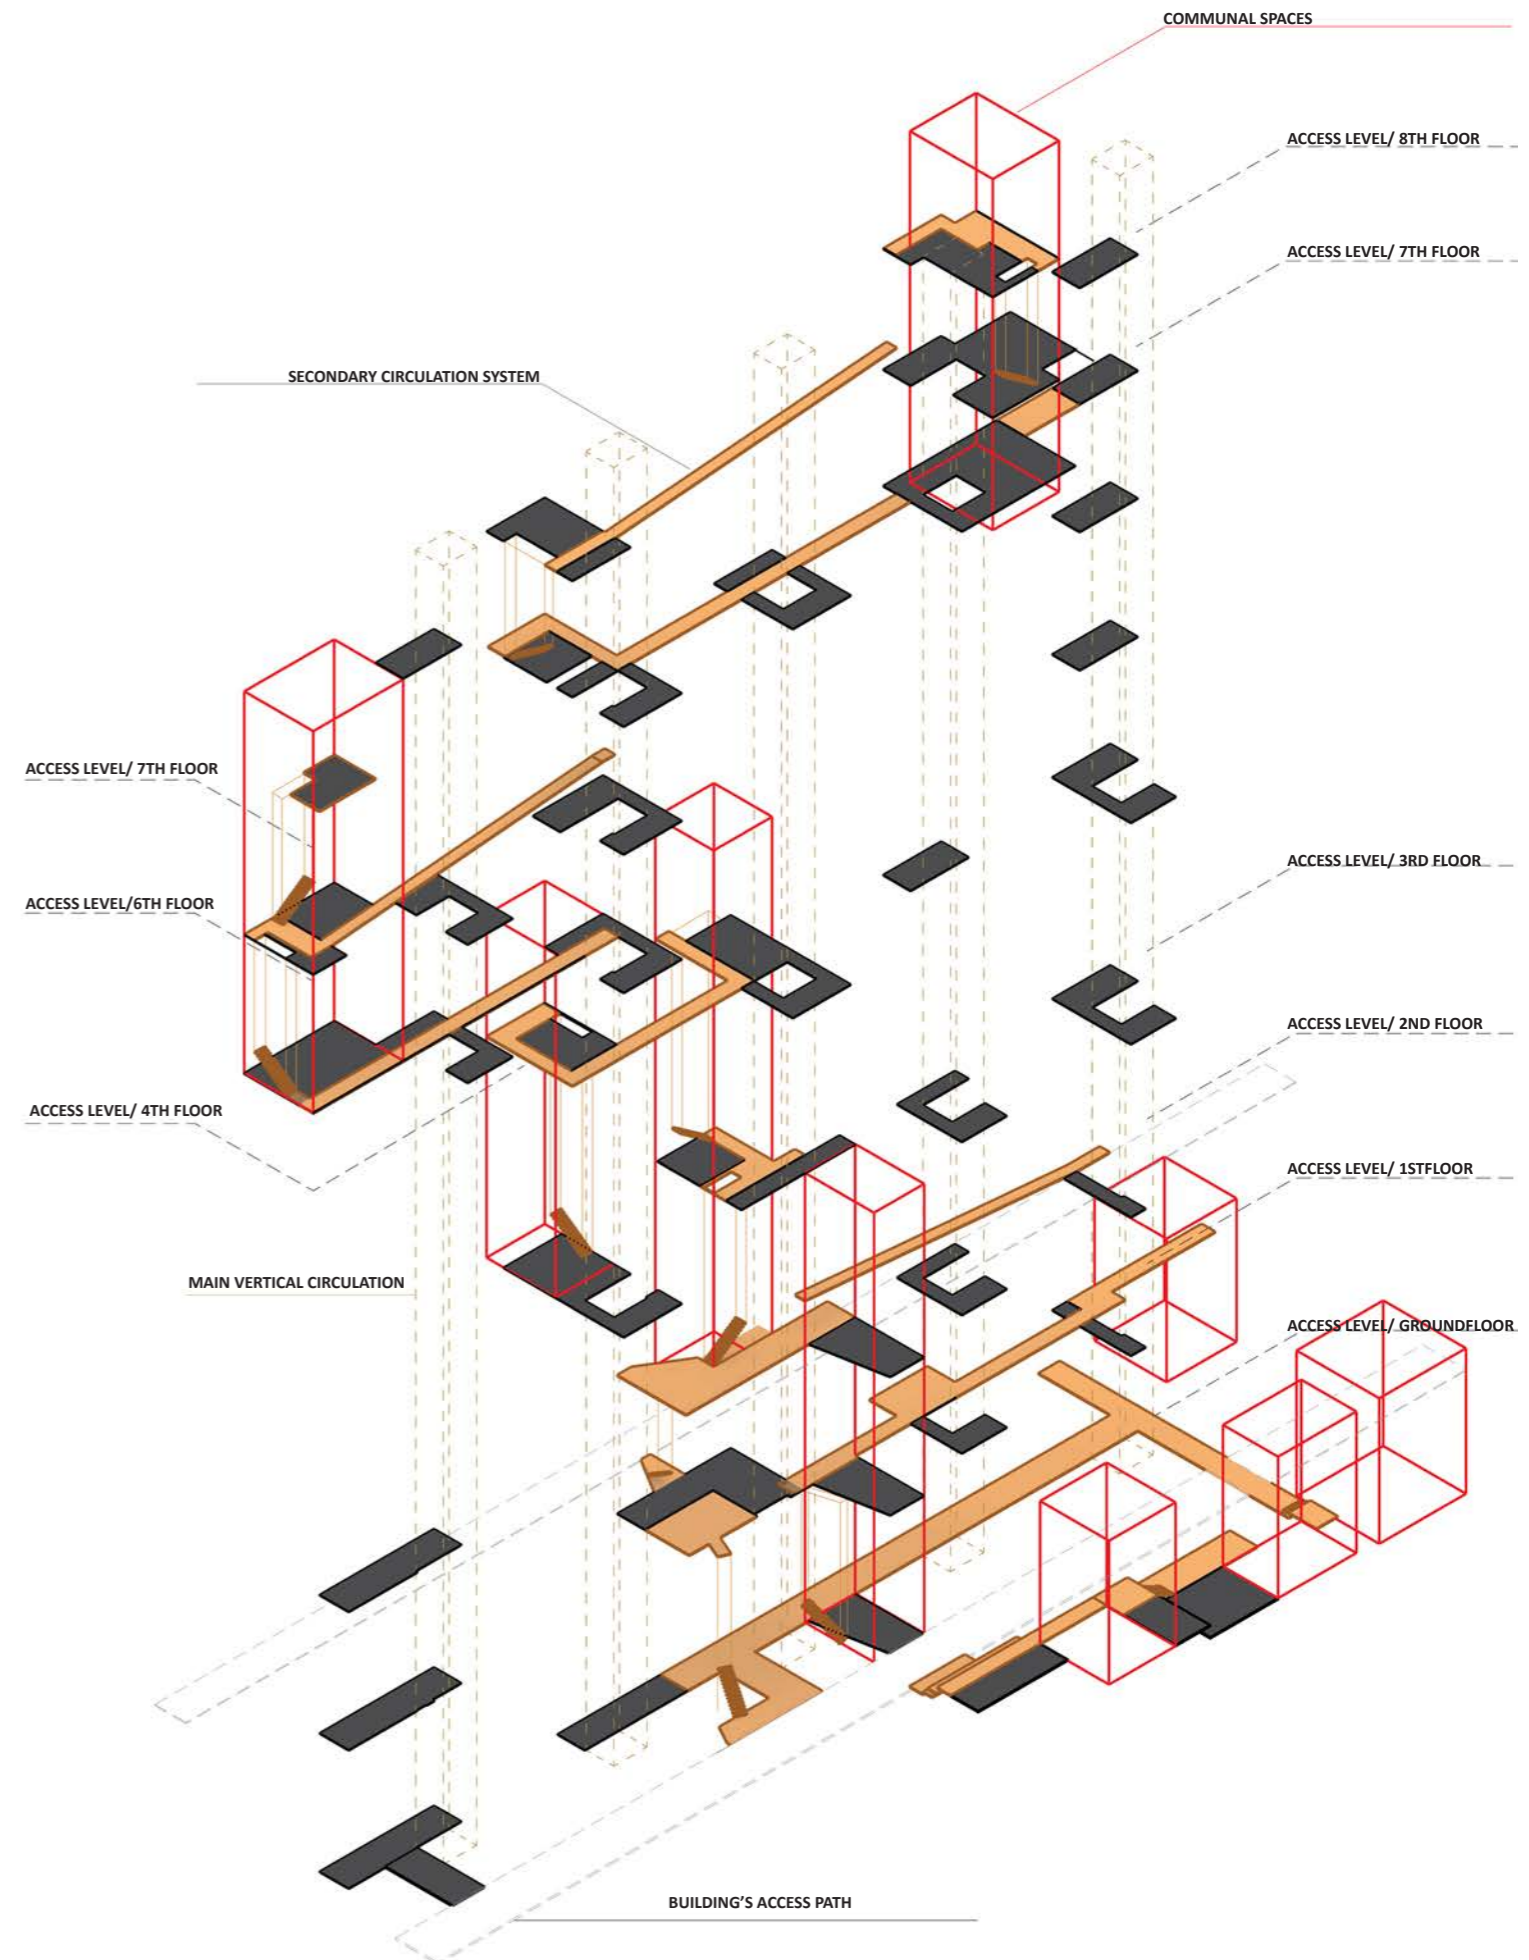 COMMUNAL SPACES
ACCESS LEVEL/ 8TH FLOOR
ACCESS LEVEL/ 7TH FLOOR
SECONDARY CIRCULATION SYSTEM
ACCESS LEVEL/ 7TH FLOOR
ACCESS LEVEL/ 3RD FLOOR
ACCESS LEVEL/6TH FLOOR
ACCESS LEVEL/ 2ND FLOOR
ACCESS LEVEL/ 4TH FLOOR
ACCESS LEVEL/ 1STFLOOR
MAIN VERTICAL CIRCULATION
ACCESS LEVEL/ GROUNDFLOOR
BUILDING’S ACCESS PATH